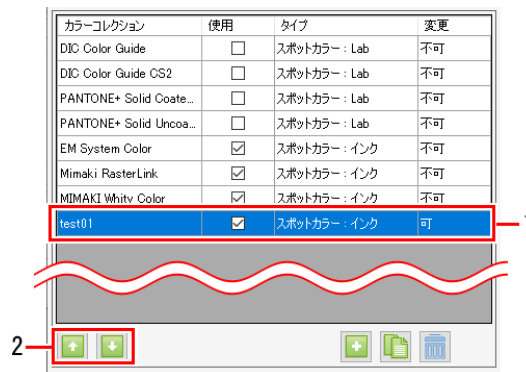 カラーコレクション 使用 タイプ 変更
DIC Color Guide スポットカラー：Lab 不可
DIC Color Guide CS2 スポットカラー：Lab 不可
PANTONE+ Solid Coate... スポットカラー：Lab 不可
PANTONE+ Solid Uncoa... スポットカラー：Lab 不可
EM System Color スポットカラー：インク 不可
Mimaki RasterLink スポットカラー：インク 不可
MIMAKI Whity Color スポットカラー：インク 不可
test01 スポットカラー：インク 可
2